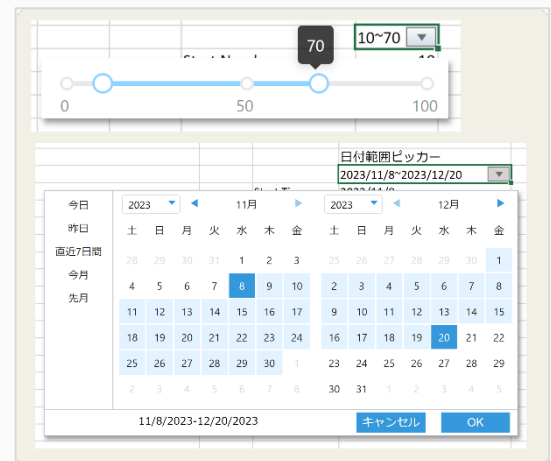 10~70
70
0 50 100
日付範囲ピッカー
2023/11/8~2023/12/20
今日
昨日
直近7日間
今月
先月
2023 11月
土 日 月 火 水 木 金
28 29 30 31 1 2 3
4 5 6 7 8 9 10
11 12 13 14 15 16 17
18 19 20 21 22 23 24
25 26 27 28 29 30 1
2 3 4 5 6 7 8
2023 12月
土 日 月 火 水 木 金
25 26 27 28 29 30 1
2 3 4 5 6 7 8
9 10 11 12 13 14 15
16 17 18 19 20 21 22
23 24 25 26 27 28 29
30 31 1 2 3 4 5
11/8/2023-12/20/2023
キャンセル
OK